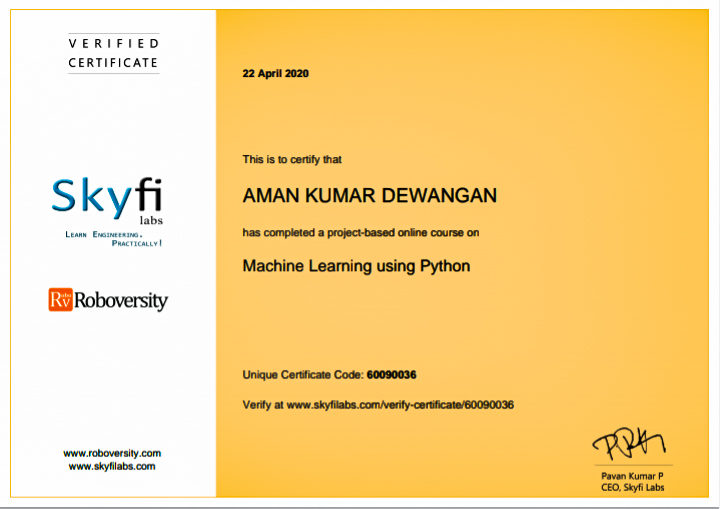 VERIFIED
CERTIFICATE
Skyfi
labs
LEARN ENGINEERING.
PRACTICALLY!
Rv Roboversity
www.roboversity.com
www.skyfilabs.com
22 April 2020
This is to certify that
AMAN KUMAR DEWANGAN
has completed a project-based online course on
Machine Learning using Python
Unique Certificate Code: 60090036
Verify at www.skyfilabs.com/verify-certificate/60090036
Pavan Kumar P
CEO, Skyfi Labs